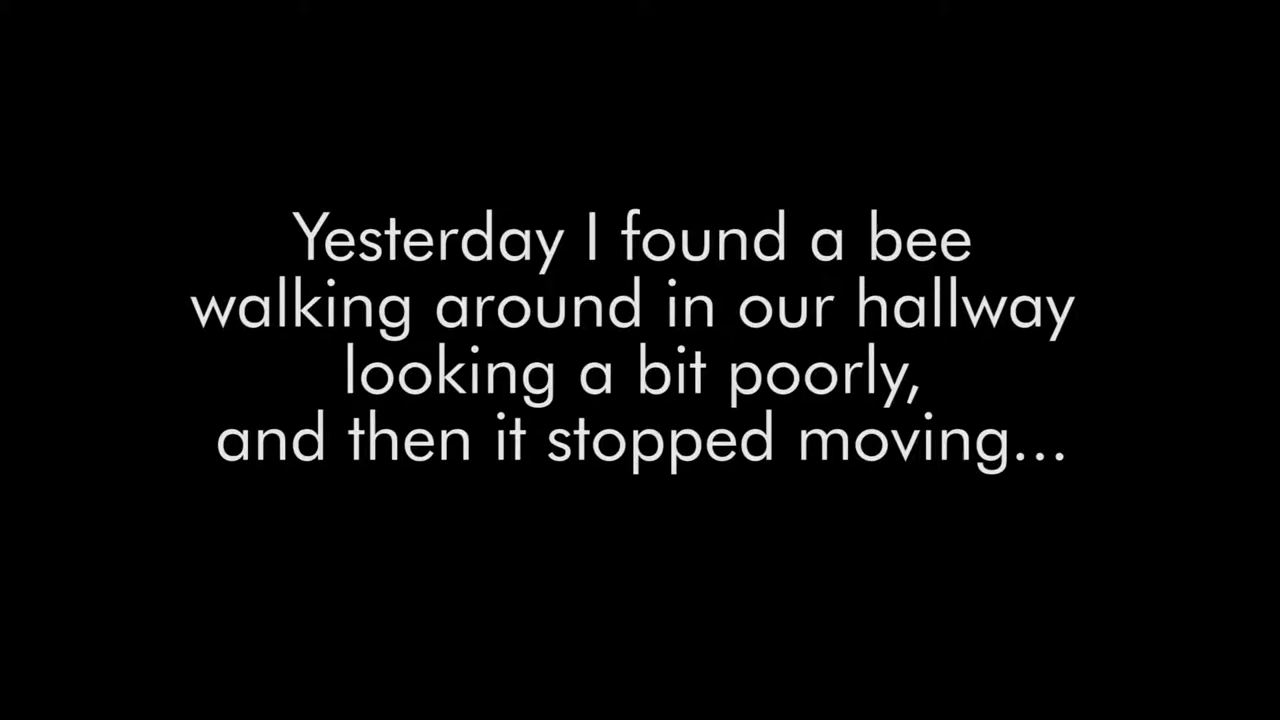 Yesterday I found a bee
walking around in our hallway
looking a bit poorly,
and then it stopped moving...